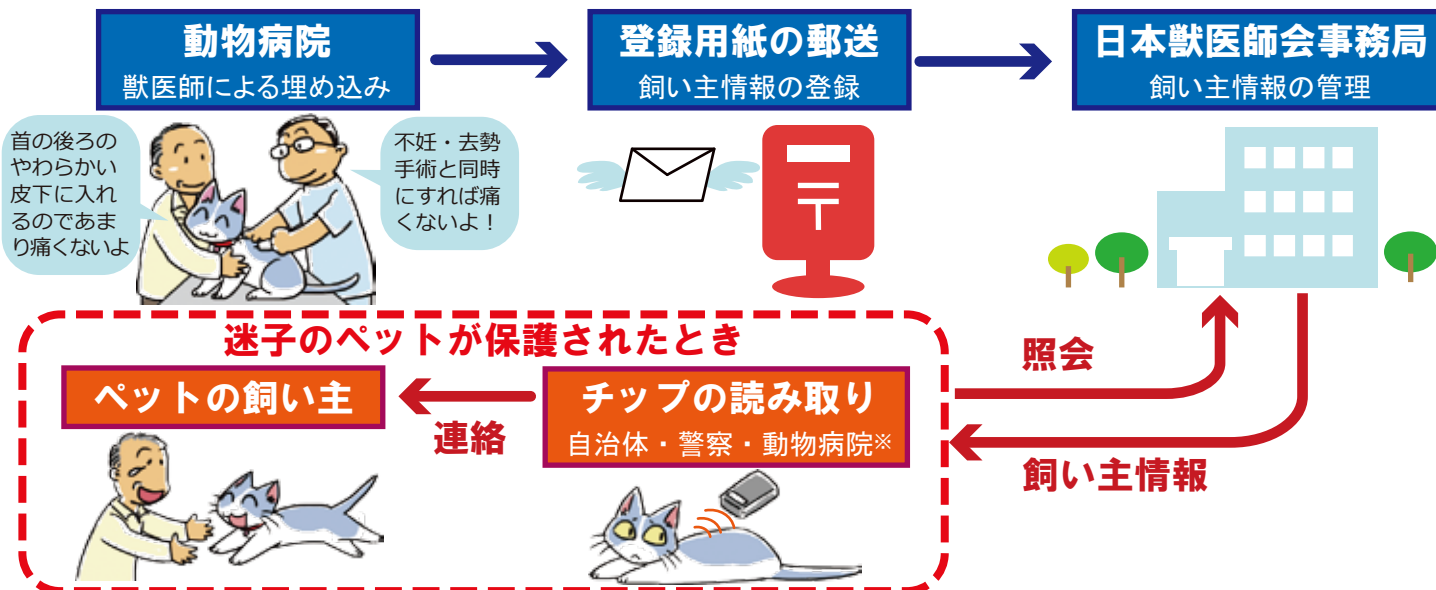 動物病院
獣医師による埋め込み
登録用紙の郵送
飼い主情報の登録
日本獣医師会事務局
飼い主情報の管理
首の後ろの
やわらかい
皮下に入れ
るのであま
り痛くないよ
不妊・去勢
手術と同時
にすれば痛
くないよ！
〒
迷子のペットが保護されたとき
ペットの飼い主
連絡
チップの読み取り
自治体・警察・動物病院※
照会
飼い主情報